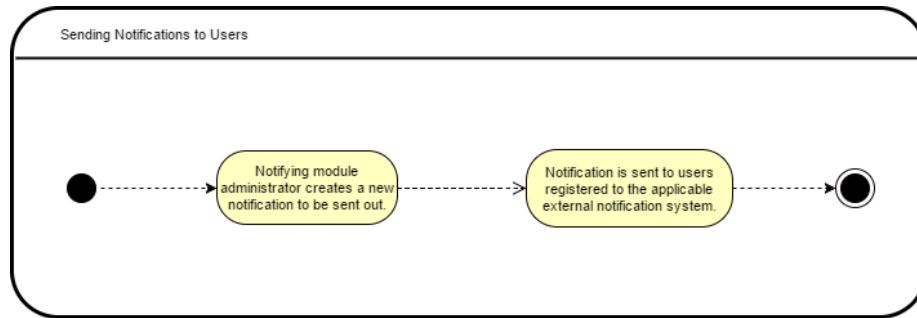 Sending Notifications to Users
Notifying module
administrator creates a new
notification to be sent out.
Notification is sent to users
registered to the applicable
external notification system.